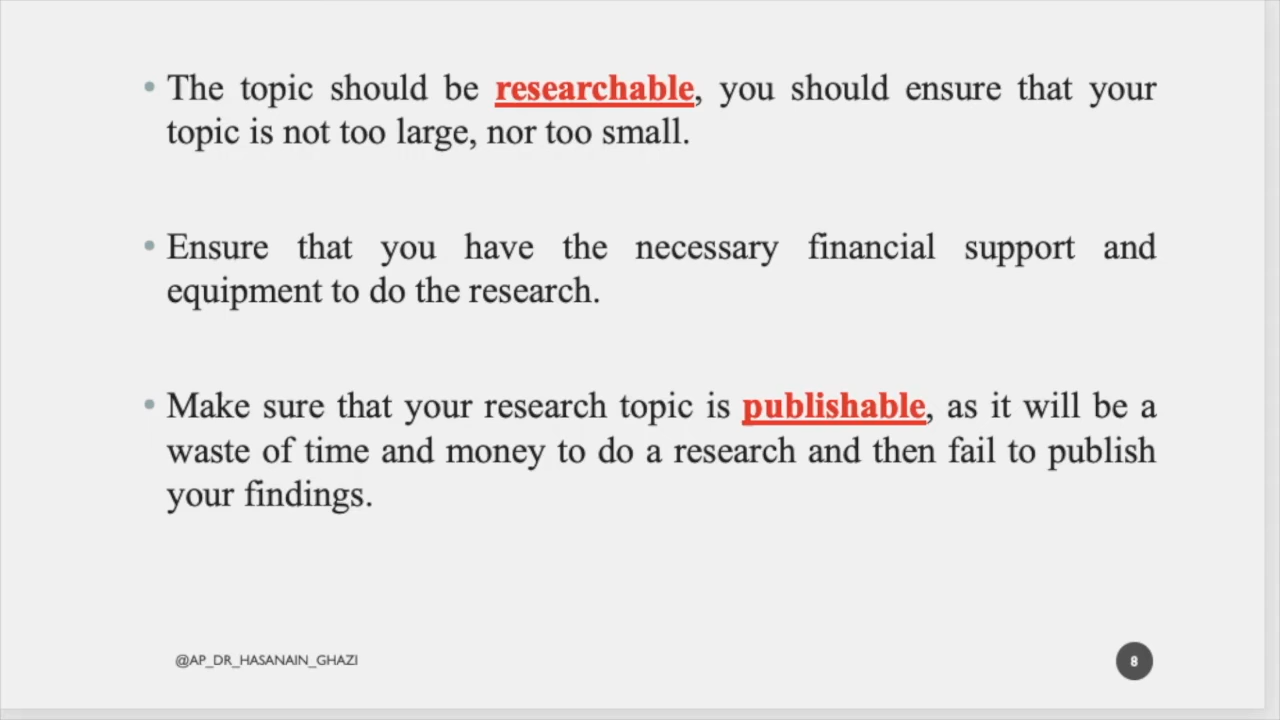 • The topic should be researchable, you should ensure that your
topic is not too large, nor too small.
• Ensure that you have the necessary financial support and
equipment to do the research.
• Make sure that your research topic is publishable, as it will be a
waste of time and money to do a research and then fail to publish
your findings.
@AP_DR_HASANAIN_GHAZI
8